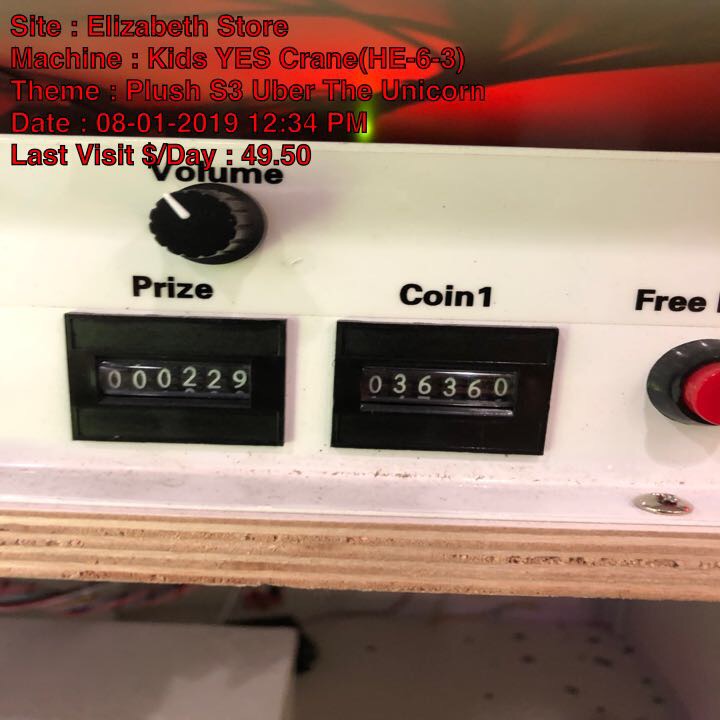 Site : Elizabeth Store
Machine : Kids YES Crane(HE-6-3)
Theme : Plush S3 Uber The Unicorn
Date : 08-01-2019 12:34 PM
Last Visit $/Day : 49.50
Volume
Prize
Coin1
Free
000229
036360